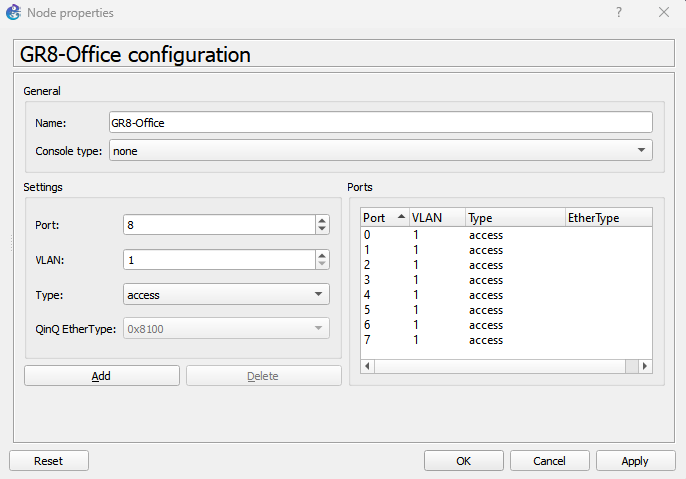 Node properties
GR8-Office configuration
General
Name: GR8-Office
Console type: none
Settings
Port: 8
VLAN: 1
Type: access
QinQ EtherType: 0x8100
Add Delete
Ports
Port VLAN Type EtherType
0 1 access
1 1 access
2 1 access
3 1 access
4 1 access
5 1 access
6 1 access
7 1 access
Reset OK Cancel Apply